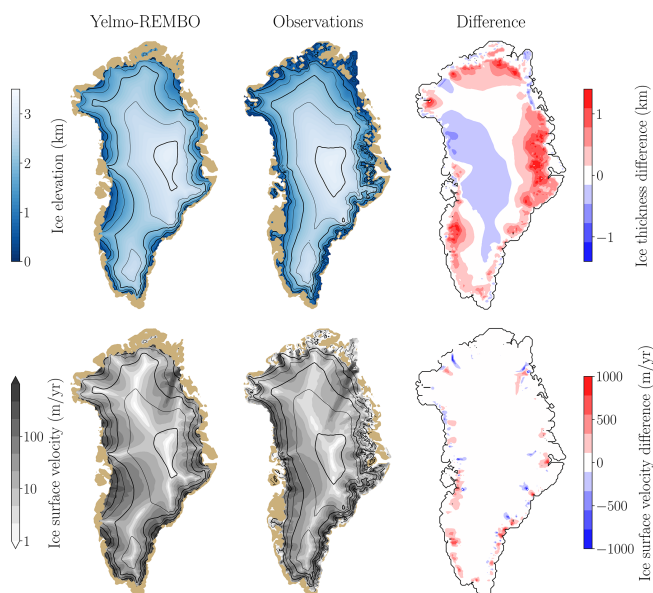 Yelmo-REMBO
Observations
Difference
3
2
1
0
Ice elevation (km)
1
0
−1
Ice thickness difference (km)
100
10
1
Ice surface velocity (m/yr)
1000
500
0
−500
−1000
Ice surface velocity difference (m/yr)